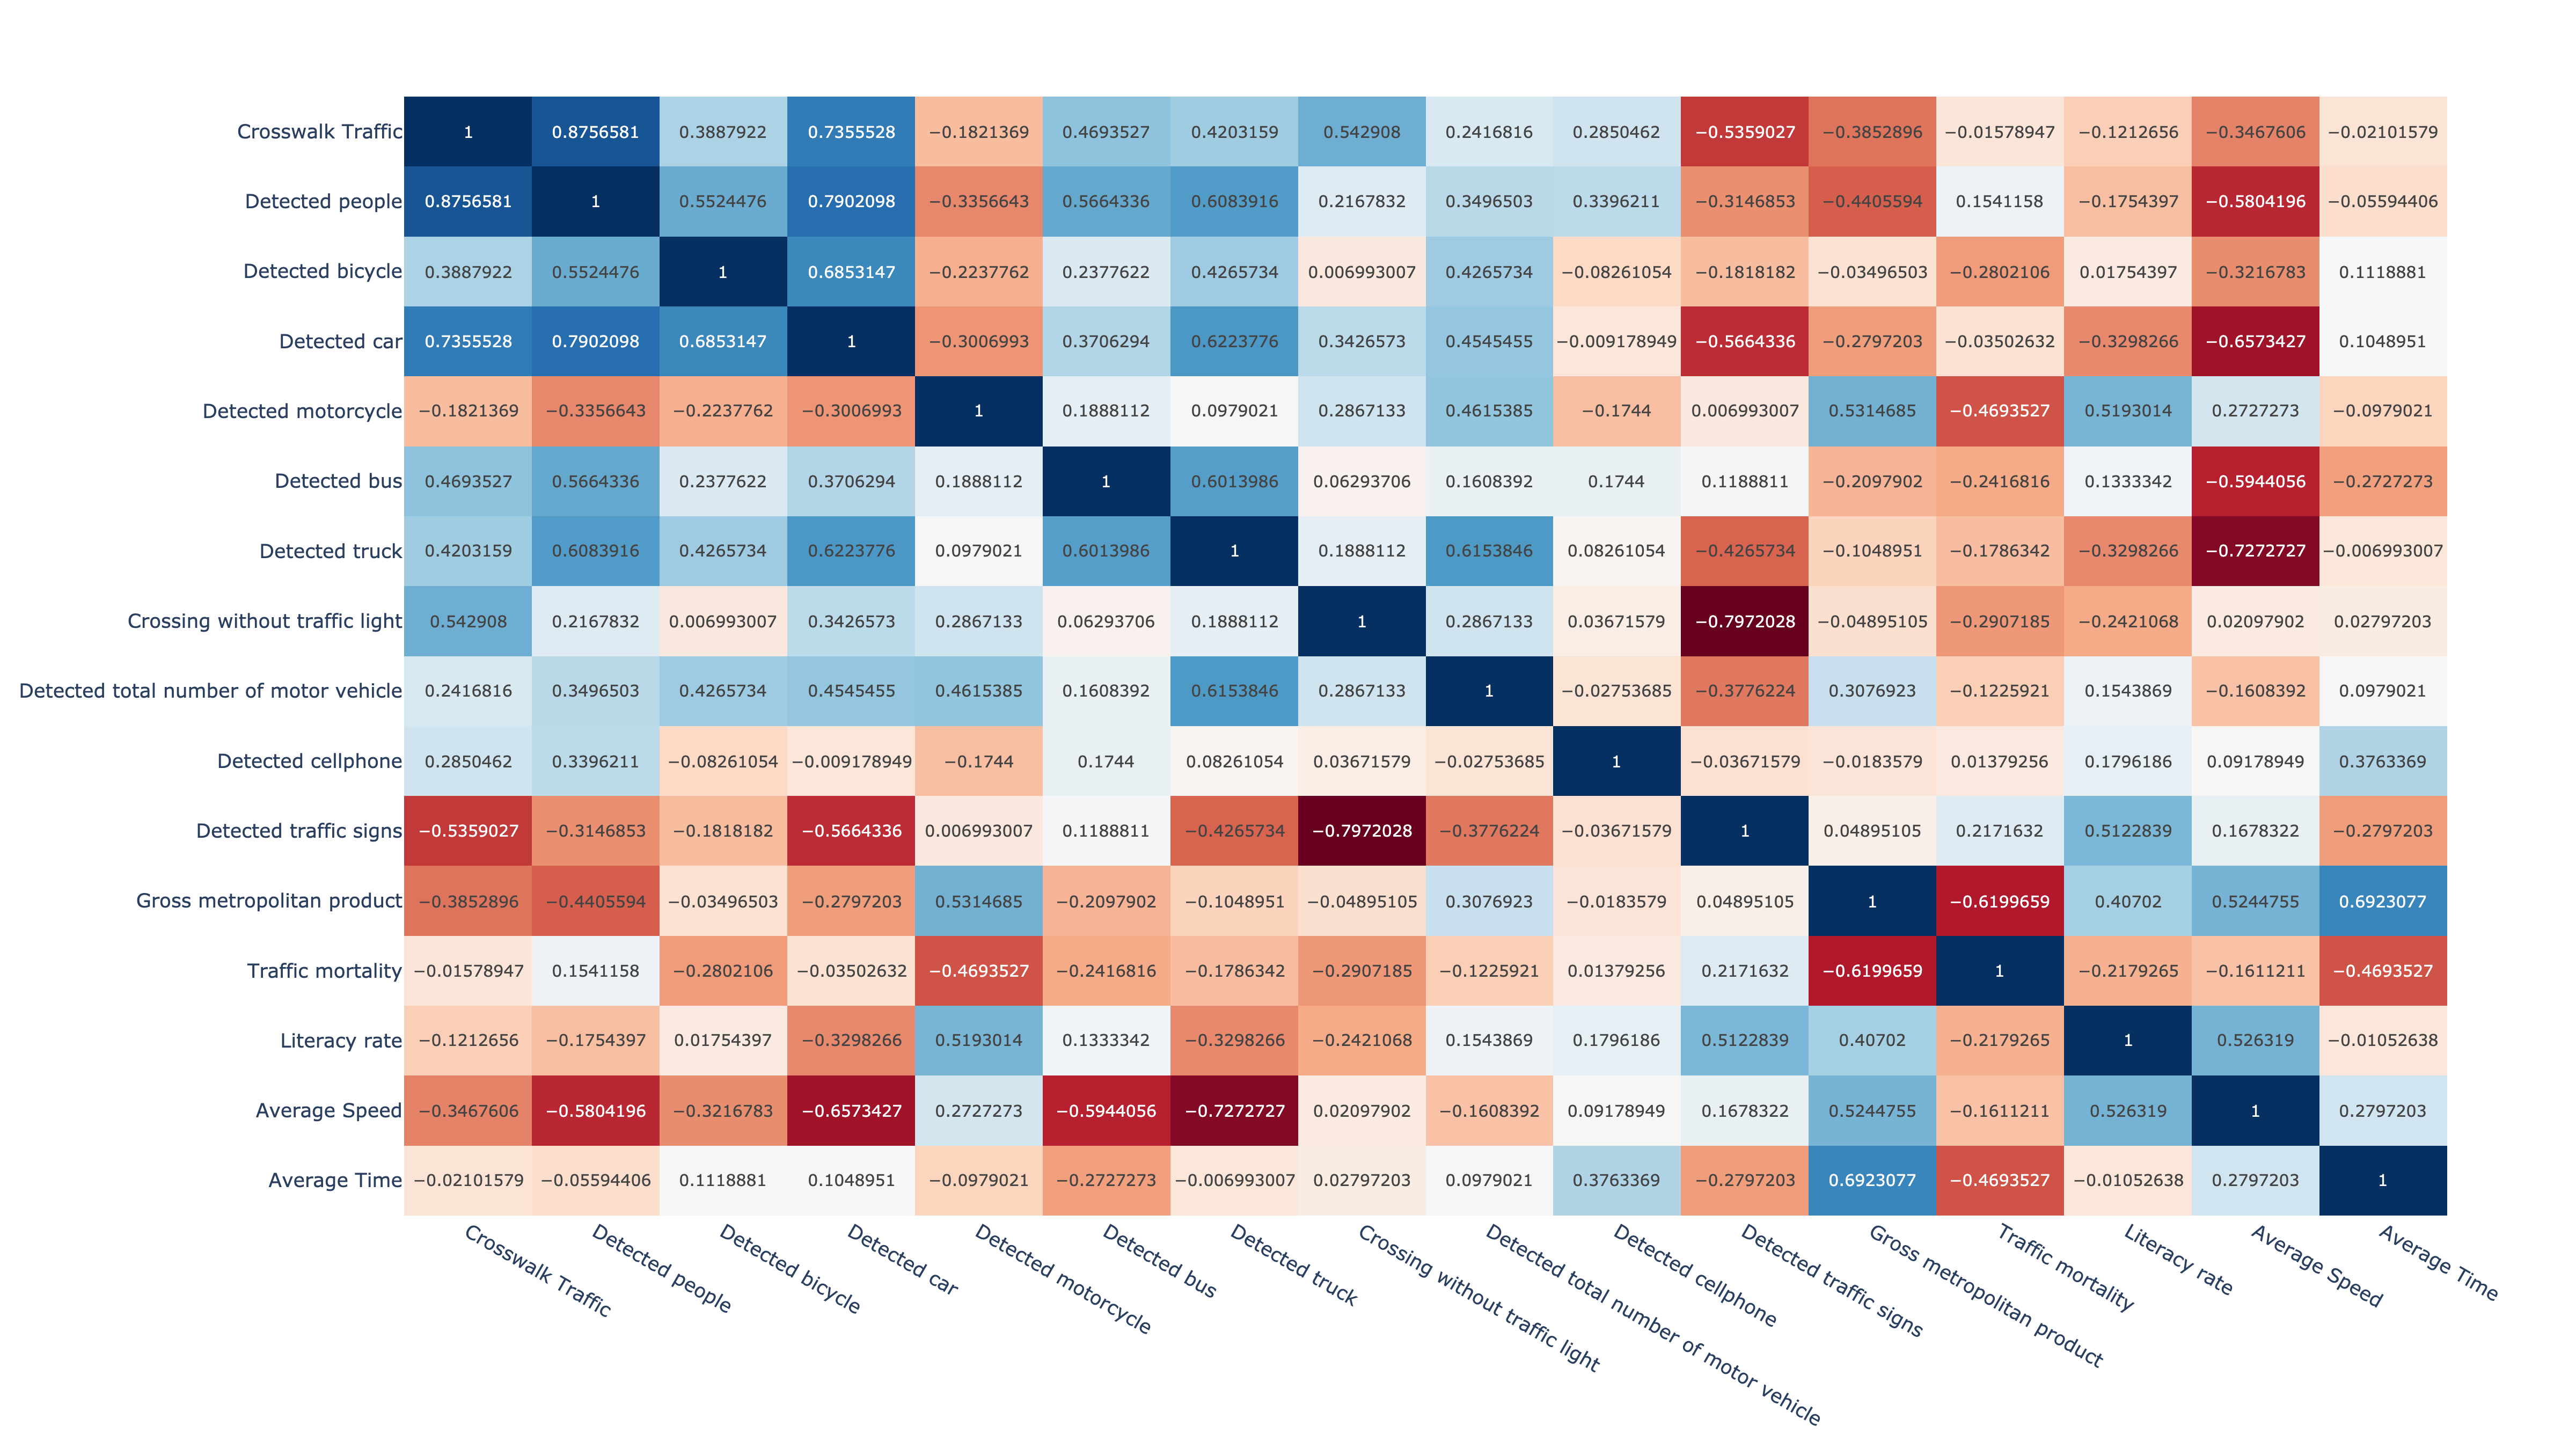 Crosswalk Traffic 1 0.8756581 0.3887922 0.7355528 −0.1821369 0.4693527 0.4203159 0.542908 0.2416816 0.2850462 −0.5359027 −0.3852896 −0.01578947 −0.1212656 −0.3467606 −0.02101579
Detected people 0.8756581 1 0.5524476 0.7902098 −0.3356643 0.5664336 0.6083916 0.2167832 0.3496503 0.3396211 −0.3146853 −0.4405594 0.1541158 −0.1754397 −0.5804196 −0.05594406
Detected bicycle 0.3887922 0.5524476 1 0.6853147 −0.2237762 0.2377622 0.4265734 0.006993007 0.4265734 −0.08261054 −0.1818182 −0.03496503 −0.2802106 0.01754397 −0.3216783 0.1118881
Detected car 0.7355528 0.7902098 0.6853147 1 −0.3006993 0.3706294 0.6223776 0.3426573 0.4545455 −0.009178949 −0.5664336 −0.2797203 −0.03502632 −0.3298266 −0.6573427 0.1048951
Detected motorcycle −0.1821369 −0.3356643 −0.2237762 −0.3006993 1 0.1888112 0.0979021 0.2867133 0.4615385 −0.1744 0.006993007 0.5314685 −0.4693527 0.5193014 0.2727273 −0.0979021
Detected bus 0.4693527 0.5664336 0.2377622 0.3706294 0.1888112 1 0.6013986 0.06293706 0.1608392 0.1744 0.1188811 −0.2097902 −0.2416816 0.1333342 −0.5944056 −0.2727273
Detected truck 0.4203159 0.6083916 0.4265734 0.6223776 0.0979021 0.6013986 1 0.1888112 0.6153846 0.08261054 −0.4265734 −0.1048951 −0.1786342 −0.3298266 −0.7272727 −0.006993007
Crossing without traffic light 0.542908 0.2167832 0.006993007 0.3426573 0.2867133 0.06293706 0.1888112 1 0.2867133 0.03671579 −0.7972028 −0.04895105 −0.2907185 −0.2421068 0.02097902 0.02797203
Detected total number of motor vehicle 0.2416816 0.3496503 0.4265734 0.4545455 0.4615385 0.1608392 0.6153846 0.2867133 1 −0.02753685 −0.3776224 0.3076923 −0.1225921 0.1543869 −0.1608392 0.0979021
Detected cellphone 0.2850462 0.3396211 −0.08261054 −0.009178949 −0.1744 0.1744 0.08261054 0.03671579 −0.02753685 1 −0.03671579 −0.0183579 0.01379256 0.1796186 0.09178949 0.3763369
Detected traffic signs −0.5359027 −0.3146853 −0.1818182 −0.5664336 0.006993007 0.1188811 −0.4265734 −0.7972028 −0.3776224 −0.03671579 1 0.04895105 0.2171632 0.5122839 0.1678322 −0.2797203
Gross metropolitan product −0.3852896 −0.4405594 −0.03496503 −0.2797203 0.5314685 −0.2097902 −0.1048951 −0.04895105 0.3076923 −0.0183579 0.04895105 1 −0.6199659 0.40702 0.5244755 0.6923077
Traffic mortality −0.01578947 0.1541158 −0.2802106 −0.03502632 −0.4693527 −0.2416816 −0.1786342 −0.2907185 −0.1225921 0.01379256 0.2171632 −0.6199659 1 −0.2179265 −0.1611211 −0.4693527
Literacy rate −0.1212656 −0.1754397 0.01754397 −0.3298266 0.5193014 0.1333342 −0.3298266 −0.2421068 0.1543869 0.1796186 0.5122839 0.40702 −0.2179265 1 0.526319 −0.01052638
Average Speed −0.3467606 −0.5804196 −0.3216783 −0.6573427 0.2727273 −0.5944056 −0.7272727 0.02097902 −0.1608392 0.09178949 0.1678322 0.5244755 −0.1611211 0.526319 1 0.2797203
Average Time −0.02101579 −0.05594406 0.1118881 0.1048951 −0.0979021 −0.2727273 −0.006993007 0.02797203 0.0979021 0.3763369 −0.2797203 0.6923077 −0.4693527 −0.01052638 0.2797203 1
Crosswalk Traffic
Detected people
Detected bicycle
Detected car
Detected motorcycle
Detected bus
Detected truck
Crossing without traffic light
Detected total number of motor vehicle
Detected cellphone
Detected traffic signs
Gross metropolitan product
Traffic mortality
Literacy rate
Average Speed
Average Time